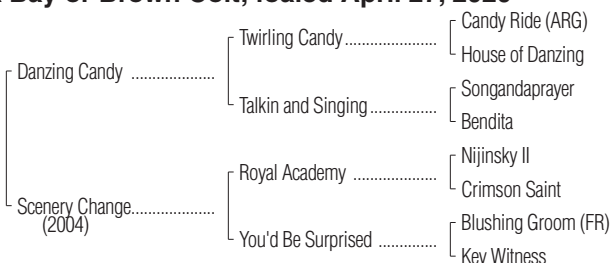 Bay or Brown Colt; foaled April 27, 2020
Candy Ride (ARG)
Twirling Candy....................
House of Danzing
Danzing Candy ....................
Songandaprayer
Talkin and Singing................
Bendita
Nijinsky II
Royal Academy ....................
Crimson Saint
Scenery Change....................
(2004)
Blushing Groom (FR)
You'd Be Surprised ..............
Key Witness